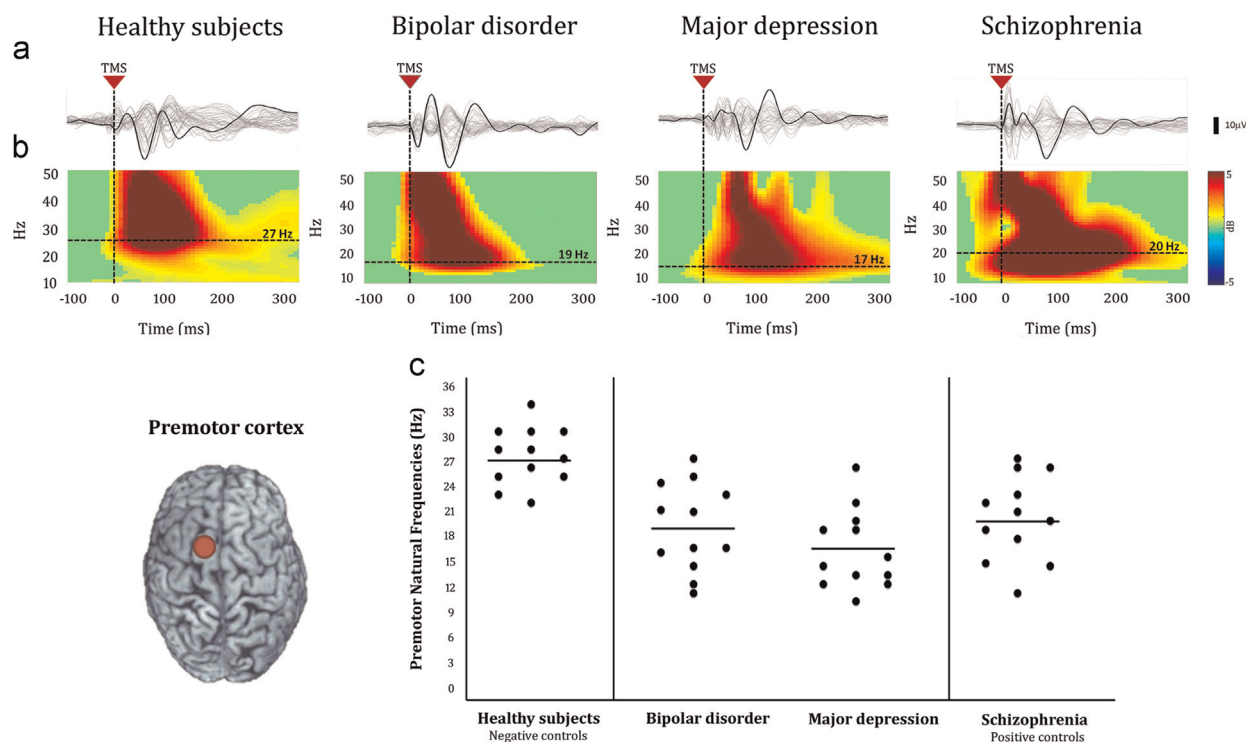 Healthy subjects
Bipolar disorder
Major depression
Schizophrenia
a
TMS
TMS
TMS
TMS
10μV
b
Hz
50
40
30
20
10
27 Hz
-100 0 100 200 300
Time (ms)
Hz
50
40
30
20
10
19 Hz
-100 0 100 200 300
Time (ms)
Hz
50
40
30
20
10
17 Hz
-100 0 100 200 300
Time (ms)
Hz
50
40
30
20
10
20 Hz
-100 0 100 200 300
Time (ms)
5
dB
-5
Premotor cortex
c
Premotor Natural Frequencies (Hz)
36
33
30
27
24
21
18
15
12
9
6
3
0
Healthy subjects
Negative controls
Bipolar disorder
Major depression
Schizophrenia
Positive controls